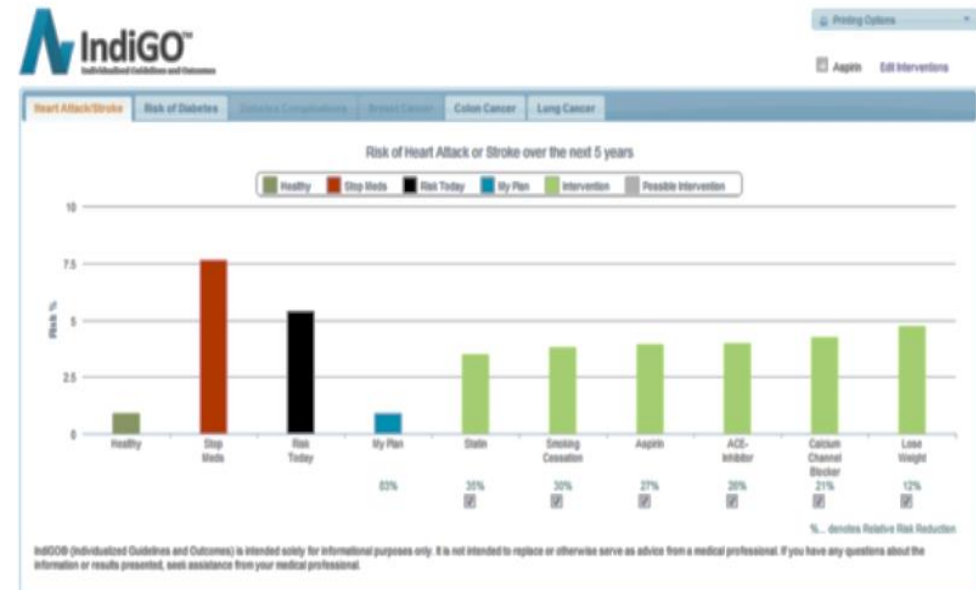 IndiGO™
Individualized Guidelines and Outcomes
Printing Options
Aspirin Edit Interventions
Heart Attack/Stroke Risk of Diabetes Diabetes Complications Breast Cancer Colon Cancer Lung Cancer
Risk of Heart Attack or Stroke over the next 5 years
Healthy Stop Meds Risk Today My Plan Intervention Possible Intervention
10
7.5
5
2.5
0
Risk %
Healthy Stop Meds Risk Today My Plan Statin Smoking Cessation Aspirin ACE-Inhibitor Calcium Channel Blocker Lose Weight
35% 30% 27% 26% 21% 12%
%... denotes Relative Risk Reduction
IndiGO® (Individualized Guidelines and Outcomes) is intended solely for informational purposes only. It is not intended to replace or otherwise serve as advice from a medical professional. If you have any questions about the
information or results presented, seek assistance from your medical professional.